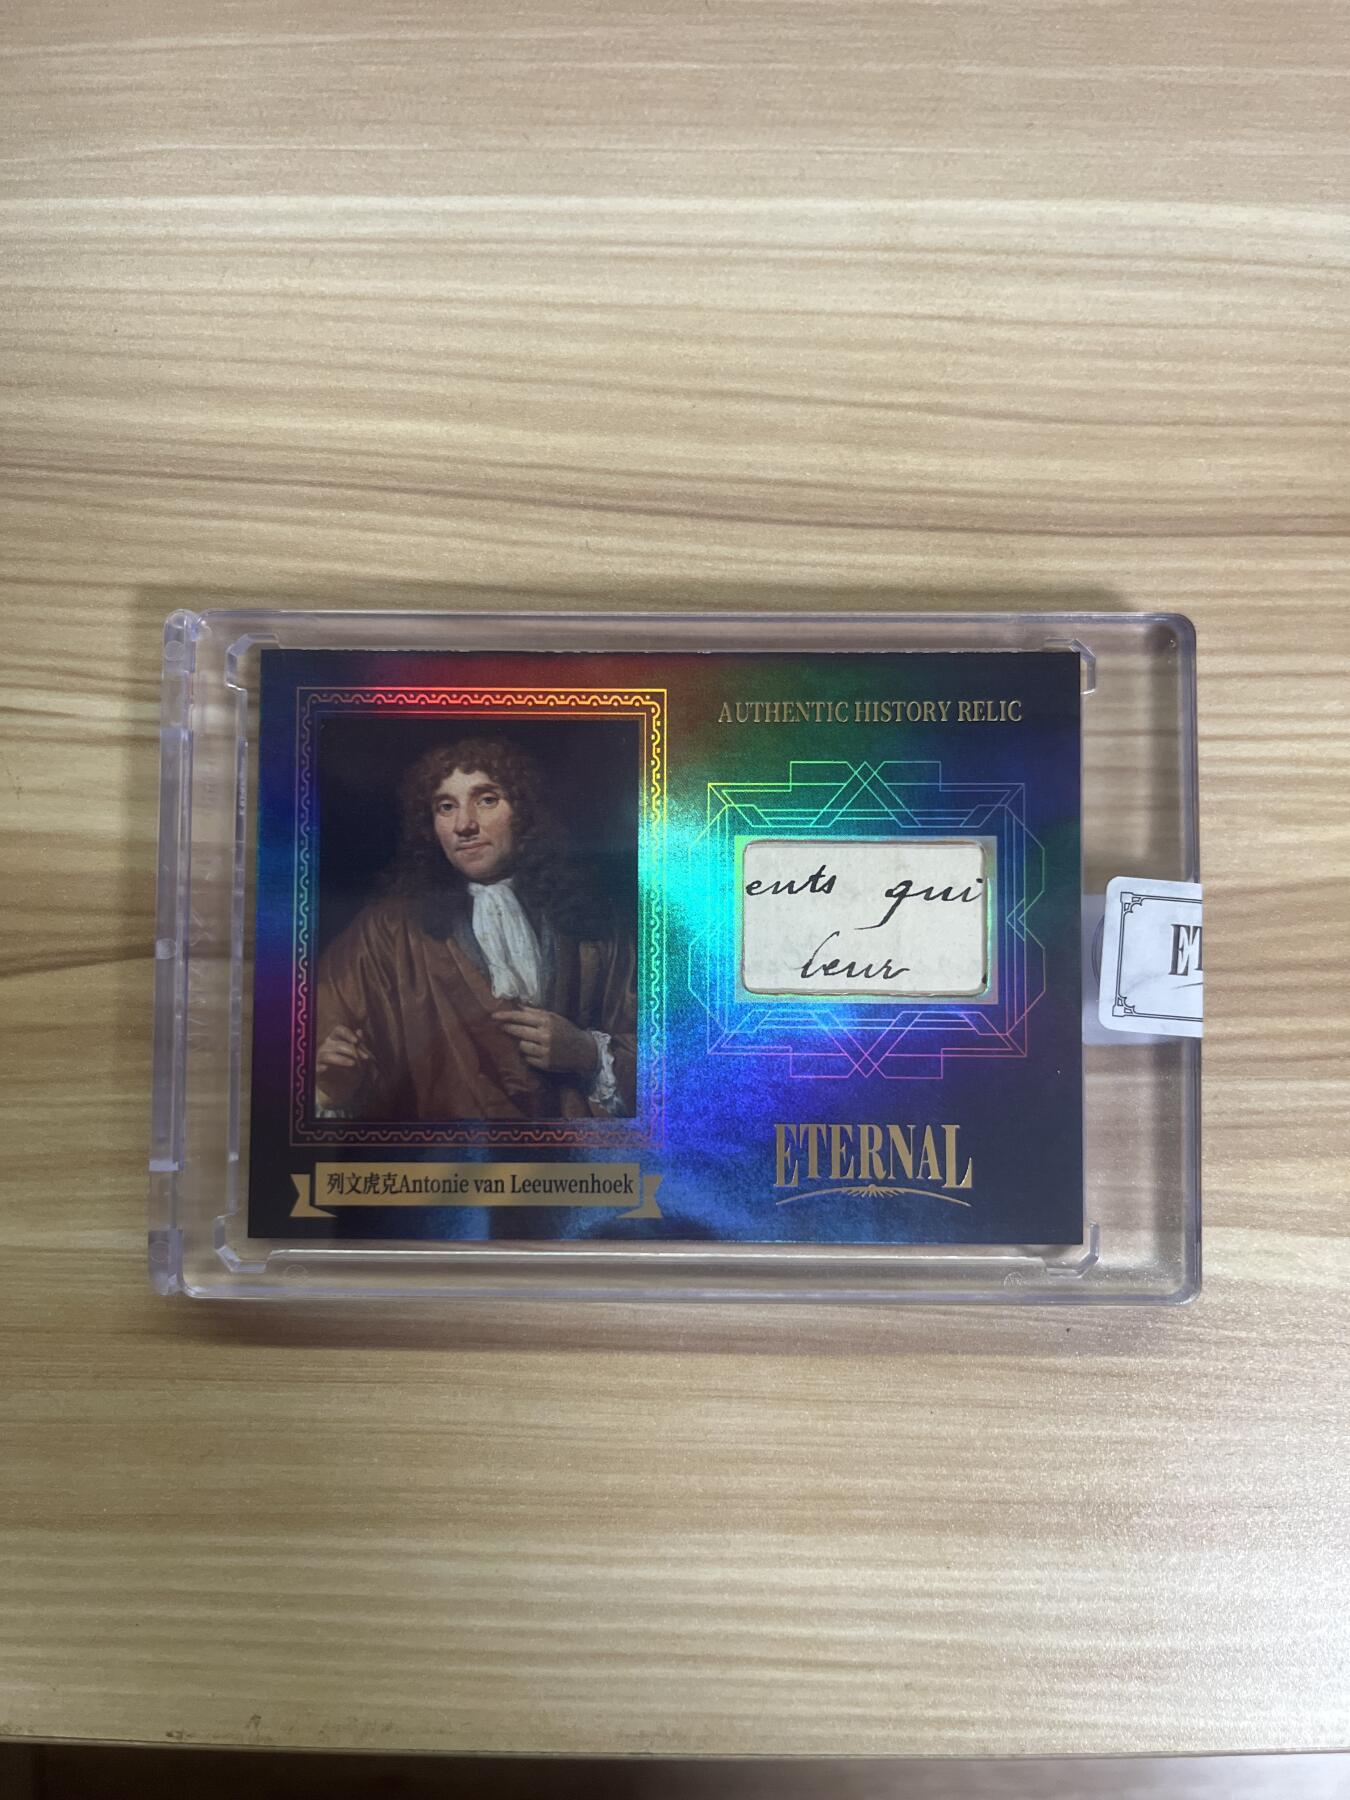 AUTHENTIC HISTORY RELIC
ents qui
leur
ETERNAL
列文虎克Antonie van Leeuwenhoek
ET